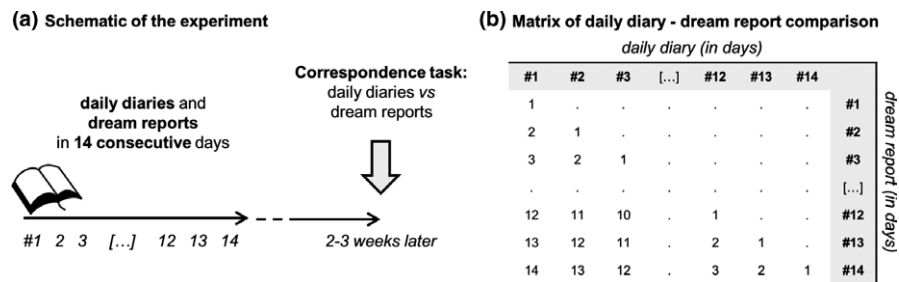 (a) Schematic of the experiment
daily diaries and
dream reports
in 14 consecutive days
Correspondence task:
daily diaries vs
dream reports
#1 2 3 [...] 12 13 14
2-3 weeks later
(b) Matrix of daily diary - dream report comparison
daily diary (in days)
#1 #2 #3 [...] #12 #13 #14
1 . . . . . . #1
2 1 . . . . . #2
3 2 1 . . . . #3
. . . . . . . [...]
12 11 10 . 1 . . #12
13 12 11 . 2 1 . #13
14 13 12 . 3 2 1 #14
dream report (in days)